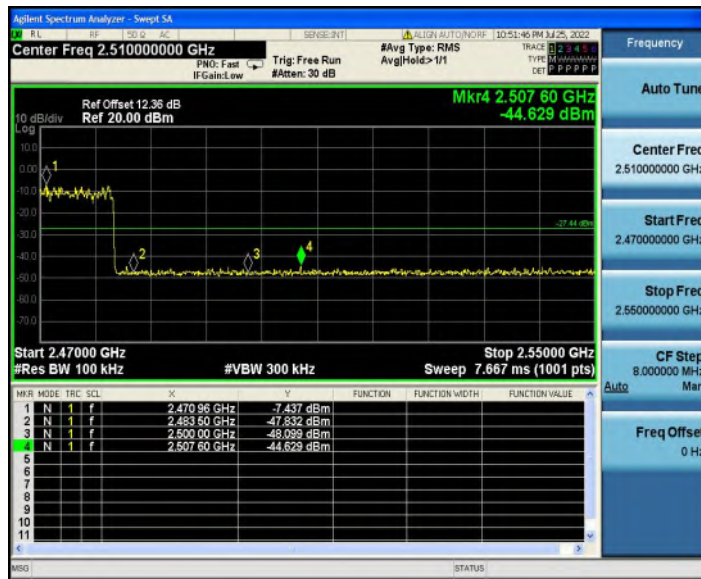 Agilent Spectrum Analyzer - Swept SA
RL RF 50 Ω AC SENSE:INT ALIGN AUTO/NO RF 10:51:46 PM Jul 25, 2022
Center Freq 2.510000000 GHz
#Avg Type: RMS
TRACE 1 2 3 4 5 6
PNO: Fast Trig: Free Run Avg|Hold:>1/1
TYPE M W W W W W
IFGain:Low #Atten: 30 dB
DET P P P P P P
Mkr4 2.507 60 GHz
-44.629 dBm
Ref Offset 12.36 dB
10 dB/div Ref 20.00 dBm
Log
10.0
0.00
-10.0
-20.0
-30.0
-40.0
-50.0
-60.0
-70.0
1
2
3
4
-27.44 dBm
Start 2.47000 GHz Stop 2.55000 GHz
#Res BW 100 kHz #VBW 300 kHz Sweep 7.667 ms (1001 pts)
MKR MODE TRC SCL X Y FUNCTION FUNCTION WIDTH FUNCTION VALUE
1 N 1 f 2.470 96 GHz -7.437 dBm
2 N 1 f 2.483 50 GHz -47.832 dBm
3 N 1 f 2.500 00 GHz -48.099 dBm
4 N 1 f 2.507 60 GHz -44.629 dBm
5
6
7
8
9
10
11
MSG STATUS
Frequency
Auto Tune
Center Freq
2.510000000 GHz
Start Freq
2.470000000 GHz
Stop Freq
2.550000000 GHz
CF Step
8.000000 MHz
Auto Man
Freq Offset
0 Hz